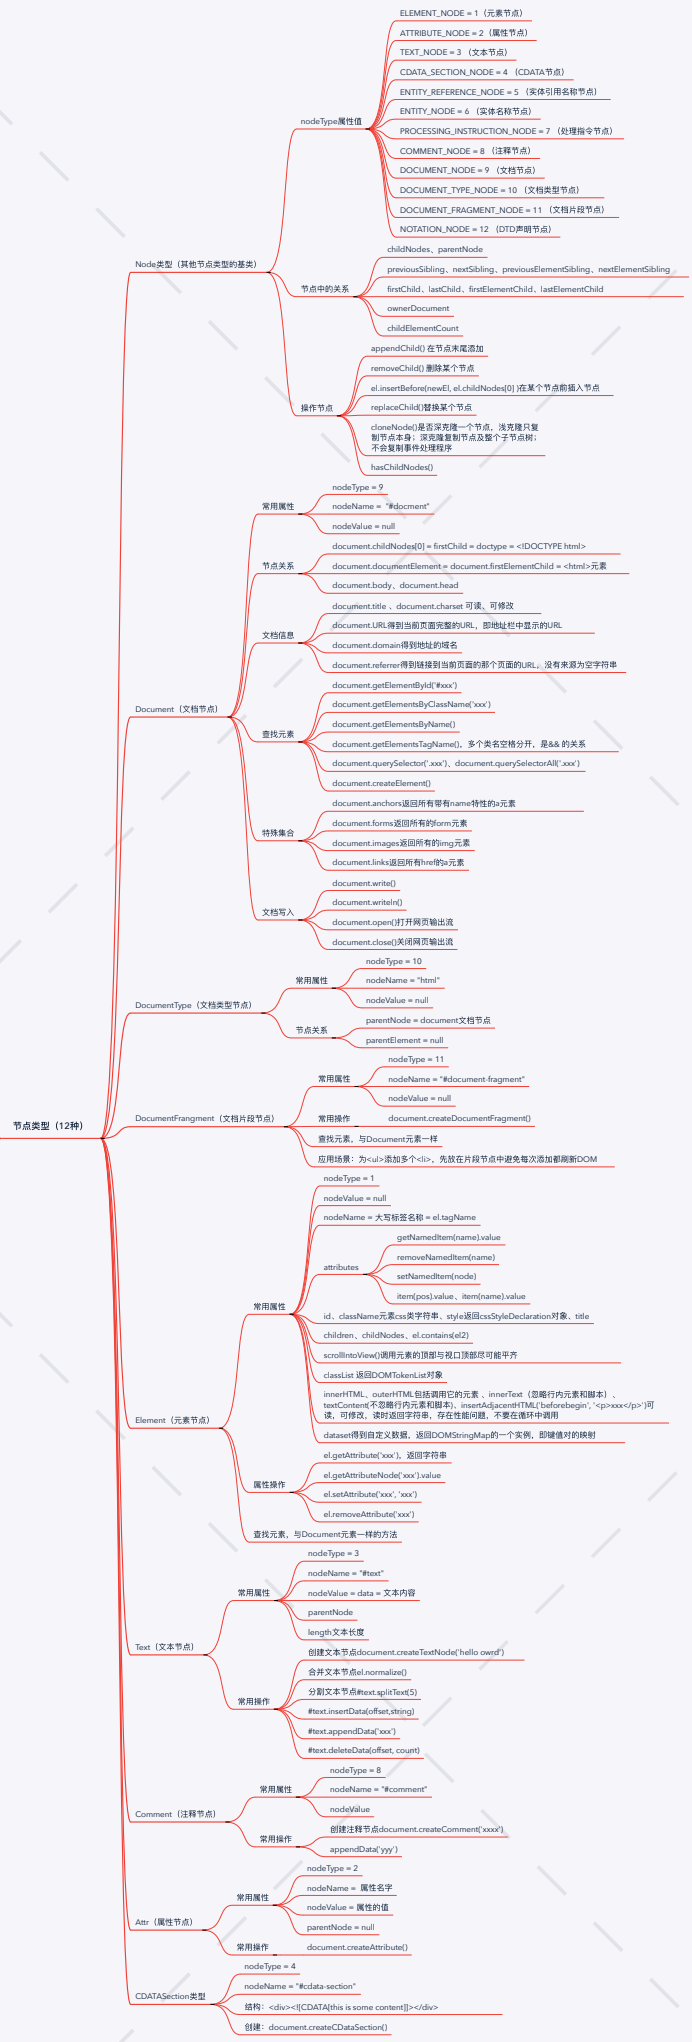 节点类型（12种）
Node类型（其他节点类型的基类）
nodeType属性值
ELEMENT_NODE = 1（元素节点）
ATTRIBUTE_NODE = 2（属性节点）
TEXT_NODE = 3 （文本节点）
CDATA_SECTION_NODE = 4 （CDATA节点）
ENTITY_REFERENCE_NODE = 5 （实体引用名称节点）
ENTITY_NODE = 6 （实体名称节点）
PROCESSING_INSTRUCTION_NODE = 7 （处理指令节点）
COMMENT_NODE = 8 （注释节点）
DOCUMENT_NODE = 9 （文档节点）
DOCUMENT_TYPE_NODE = 10 （文档类型节点）
DOCUMENT_FRAGMENT_NODE = 11 （文档片段节点）
NOTATION_NODE = 12 （DTD声明节点）
节点中的关系
childNodes、parentNode
previousSibling、nextSibling、previousElementSibling、nextElementSibling
firstChild、lastChild、firstElementChild、lastElementChild
ownerDocument
childElementCount
操作节点
appendChild() 在节点末尾添加
removeChild() 删除某个节点
el.insertBefore(newEl, el.childNodes[0] )在某个节点前插入节点
replaceChild()替换某个节点
cloneNode()是否深克隆一个节点，浅克隆只复
制节点本身；深克隆复制节点及整个子节点树；
不会复制事件处理程序
hasChildNodes()
Document（文档节点）
常用属性
nodeType = 9
nodeName = "#docment"
nodeValue = null
节点关系
document.childNodes[0] = firstChild = doctype = <!DOCTYPE html>
document.documentElement = document.firstElementChild = <html>元素
document.body、document.head
文档信息
document.title 、document.charset 可读、可修改
document.URL得到当前页面完整的URL，即地址栏中显示的URL
document.domain得到地址的域名
document.referrer得到链接到当前页面的那个页面的URL，没有来源为空字符串
查找元素
document.getElementById('#xxx')
document.getElementsByClassName('xxx')
document.getElementsByName()
document.getElementsTagName()，多个类名空格分开，是&& 的关系
document.querySelector('.xxx')、document.querySelectorAll('.xxx')
document.createElement()
特殊集合
document.anchors返回所有带有name特性的a元素
document.forms返回所有的form元素
document.images返回所有的img元素
document.links返回所有href的a元素
文档写入
document.write()
document.writeln()
document.open()打开网页输出流
document.close()关闭网页输出流
DocumentType（文档类型节点）
常用属性
nodeType = 10
nodeName = "html"
nodeValue = null
节点关系
parentNode = document文档节点
parentElement = null
DocumentFrangment（文档片段节点）
常用属性
nodeType = 11
nodeName = "#document-fragment"
nodeValue = null
常用操作
document.createDocumentFragment()
查找元素，与Document元素一样
应用场景：为<ul>添加多个<li>，先放在片段节点中避免每次添加都刷新DOM
Element（元素节点）
常用属性
nodeType = 1
nodeValue = null
nodeName = 大写标签名称 = el.tagName
attributes
getNamedItem(name).value
removeNamedItem(name)
setNamedItem(node)
item(pos).value、item(name).value
id、className元素css类字符串、style返回cssStyleDeclaration对象、title
children、childNodes、el.contains(el2)
scrollIntoView()调用元素的顶部与视口顶部尽可能平齐
classList 返回DOMTokenList对象
innerHTML、outerHTML包括调用它的元素 、innerText（忽略行内元素和脚本）、
textContent(不忽略行内元素和脚本)、insertAdjacentHTML('beforebegin', '<p>xxx</p>')可
读，可修改，读时返回字符串，存在性能问题，不要在循环中调用
dataset得到自定义数据，返回DOMStringMap的一个实例，即键值对的映射
属性操作
el.getAttribute('xxx')，返回字符串
el.getAttributeNode('xxx').value
el.setAttribute('xxx', 'xxx')
el.removeAttribute('xxx')
查找元素，与Document元素一样的方法
Text（文本节点）
常用属性
nodeType = 3
nodeName = "#text"
nodeValue = data = 文本内容
parentNode
length文本长度
常用操作
创建文本节点document.createTextNode('hello owrd')
合并文本节点el.normalize()
分割文本节点#text.splitText(5)
#text.insertData(offset,string)
#text.appendData('xxx')
#text.deleteData(offset, count)
Comment（注释节点）
常用属性
nodeType = 8
nodeName = "#comment"
nodeValue
常用操作
创建注释节点document.createComment('xxxx')
appendData('yyy')
Attr（属性节点）
常用属性
nodeType = 2
nodeName = 属性名字
nodeValue = 属性的值
parentNode = null
常用操作
document.createAttribute()
CDATASection类型
nodeType = 4
nodeName = "#cdata-section"
结构：<div><![CDATA[this is some content]]></div>
创建：document.createCDataSection()